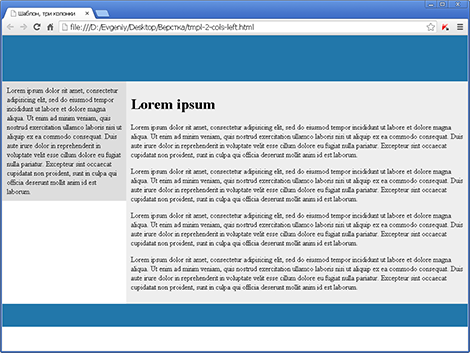 Шаблон, три колонки
file:///D:/Evgeniy/Desktop/Верстка/tmpl-2-cols-left.html
Lorem ipsum dolor sit amet, consectetur
adipisicing elit, sed do eiusmod tempor
incididunt ut labore et dolore magna
aliqua. Ut enim ad minim veniam, quis
nostrud exercitation ullamco laboris nisi ut
aliquip ex ea commodo consequat. Duis
aute irure dolor in reprehenderit in
voluptate velit esse cillum dolore eu fugiat
nulla pariatur. Excepteur sint occaecat
cupidatat non proident, sunt in culpa qui
officia deserunt mollit anim id est
laborum.
Lorem ipsum
Lorem ipsum dolor sit amet, consectetur adipisicing elit, sed do eiusmod tempor incididunt ut labore et dolore magna
aliqua. Ut enim ad minim veniam, quis nostrud exercitation ullamco laboris nisi ut aliquip ex ea commodo consequat. Duis
aute irure dolor in reprehenderit in voluptate velit esse cillum dolore eu fugiat nulla pariatur. Excepteur sint occaecat
cupidatat non proident, sunt in culpa qui officia deserunt mollit anim id est laborum.
Lorem ipsum dolor sit amet, consectetur adipisicing elit, sed do eiusmod tempor incididunt ut labore et dolore magna
aliqua. Ut enim ad minim veniam, quis nostrud exercitation ullamco laboris nisi ut aliquip ex ea commodo consequat. Duis
aute irure dolor in reprehenderit in voluptate velit esse cillum dolore eu fugiat nulla pariatur. Excepteur sint occaecat
cupidatat non proident, sunt in culpa qui officia deserunt mollit anim id est laborum.
Lorem ipsum dolor sit amet, consectetur adipisicing elit, sed do eiusmod tempor incididunt ut labore et dolore magna
aliqua. Ut enim ad minim veniam, quis nostrud exercitation ullamco laboris nisi ut aliquip ex ea commodo consequat. Duis
aute irure dolor in reprehenderit in voluptate velit esse cillum dolore eu fugiat nulla pariatur. Excepteur sint occaecat
cupidatat non proident, sunt in culpa qui officia deserunt mollit anim id est laborum.
Lorem ipsum dolor sit amet, consectetur adipisicing elit, sed do eiusmod tempor incididunt ut labore et dolore magna
aliqua. Ut enim ad minim veniam, quis nostrud exercitation ullamco laboris nisi ut aliquip ex ea commodo consequat. Duis
aute irure dolor in reprehenderit in voluptate velit esse cillum dolore eu fugiat nulla pariatur. Excepteur sint occaecat
cupidatat non proident, sunt in culpa qui officia deserunt mollit anim id est laborum.